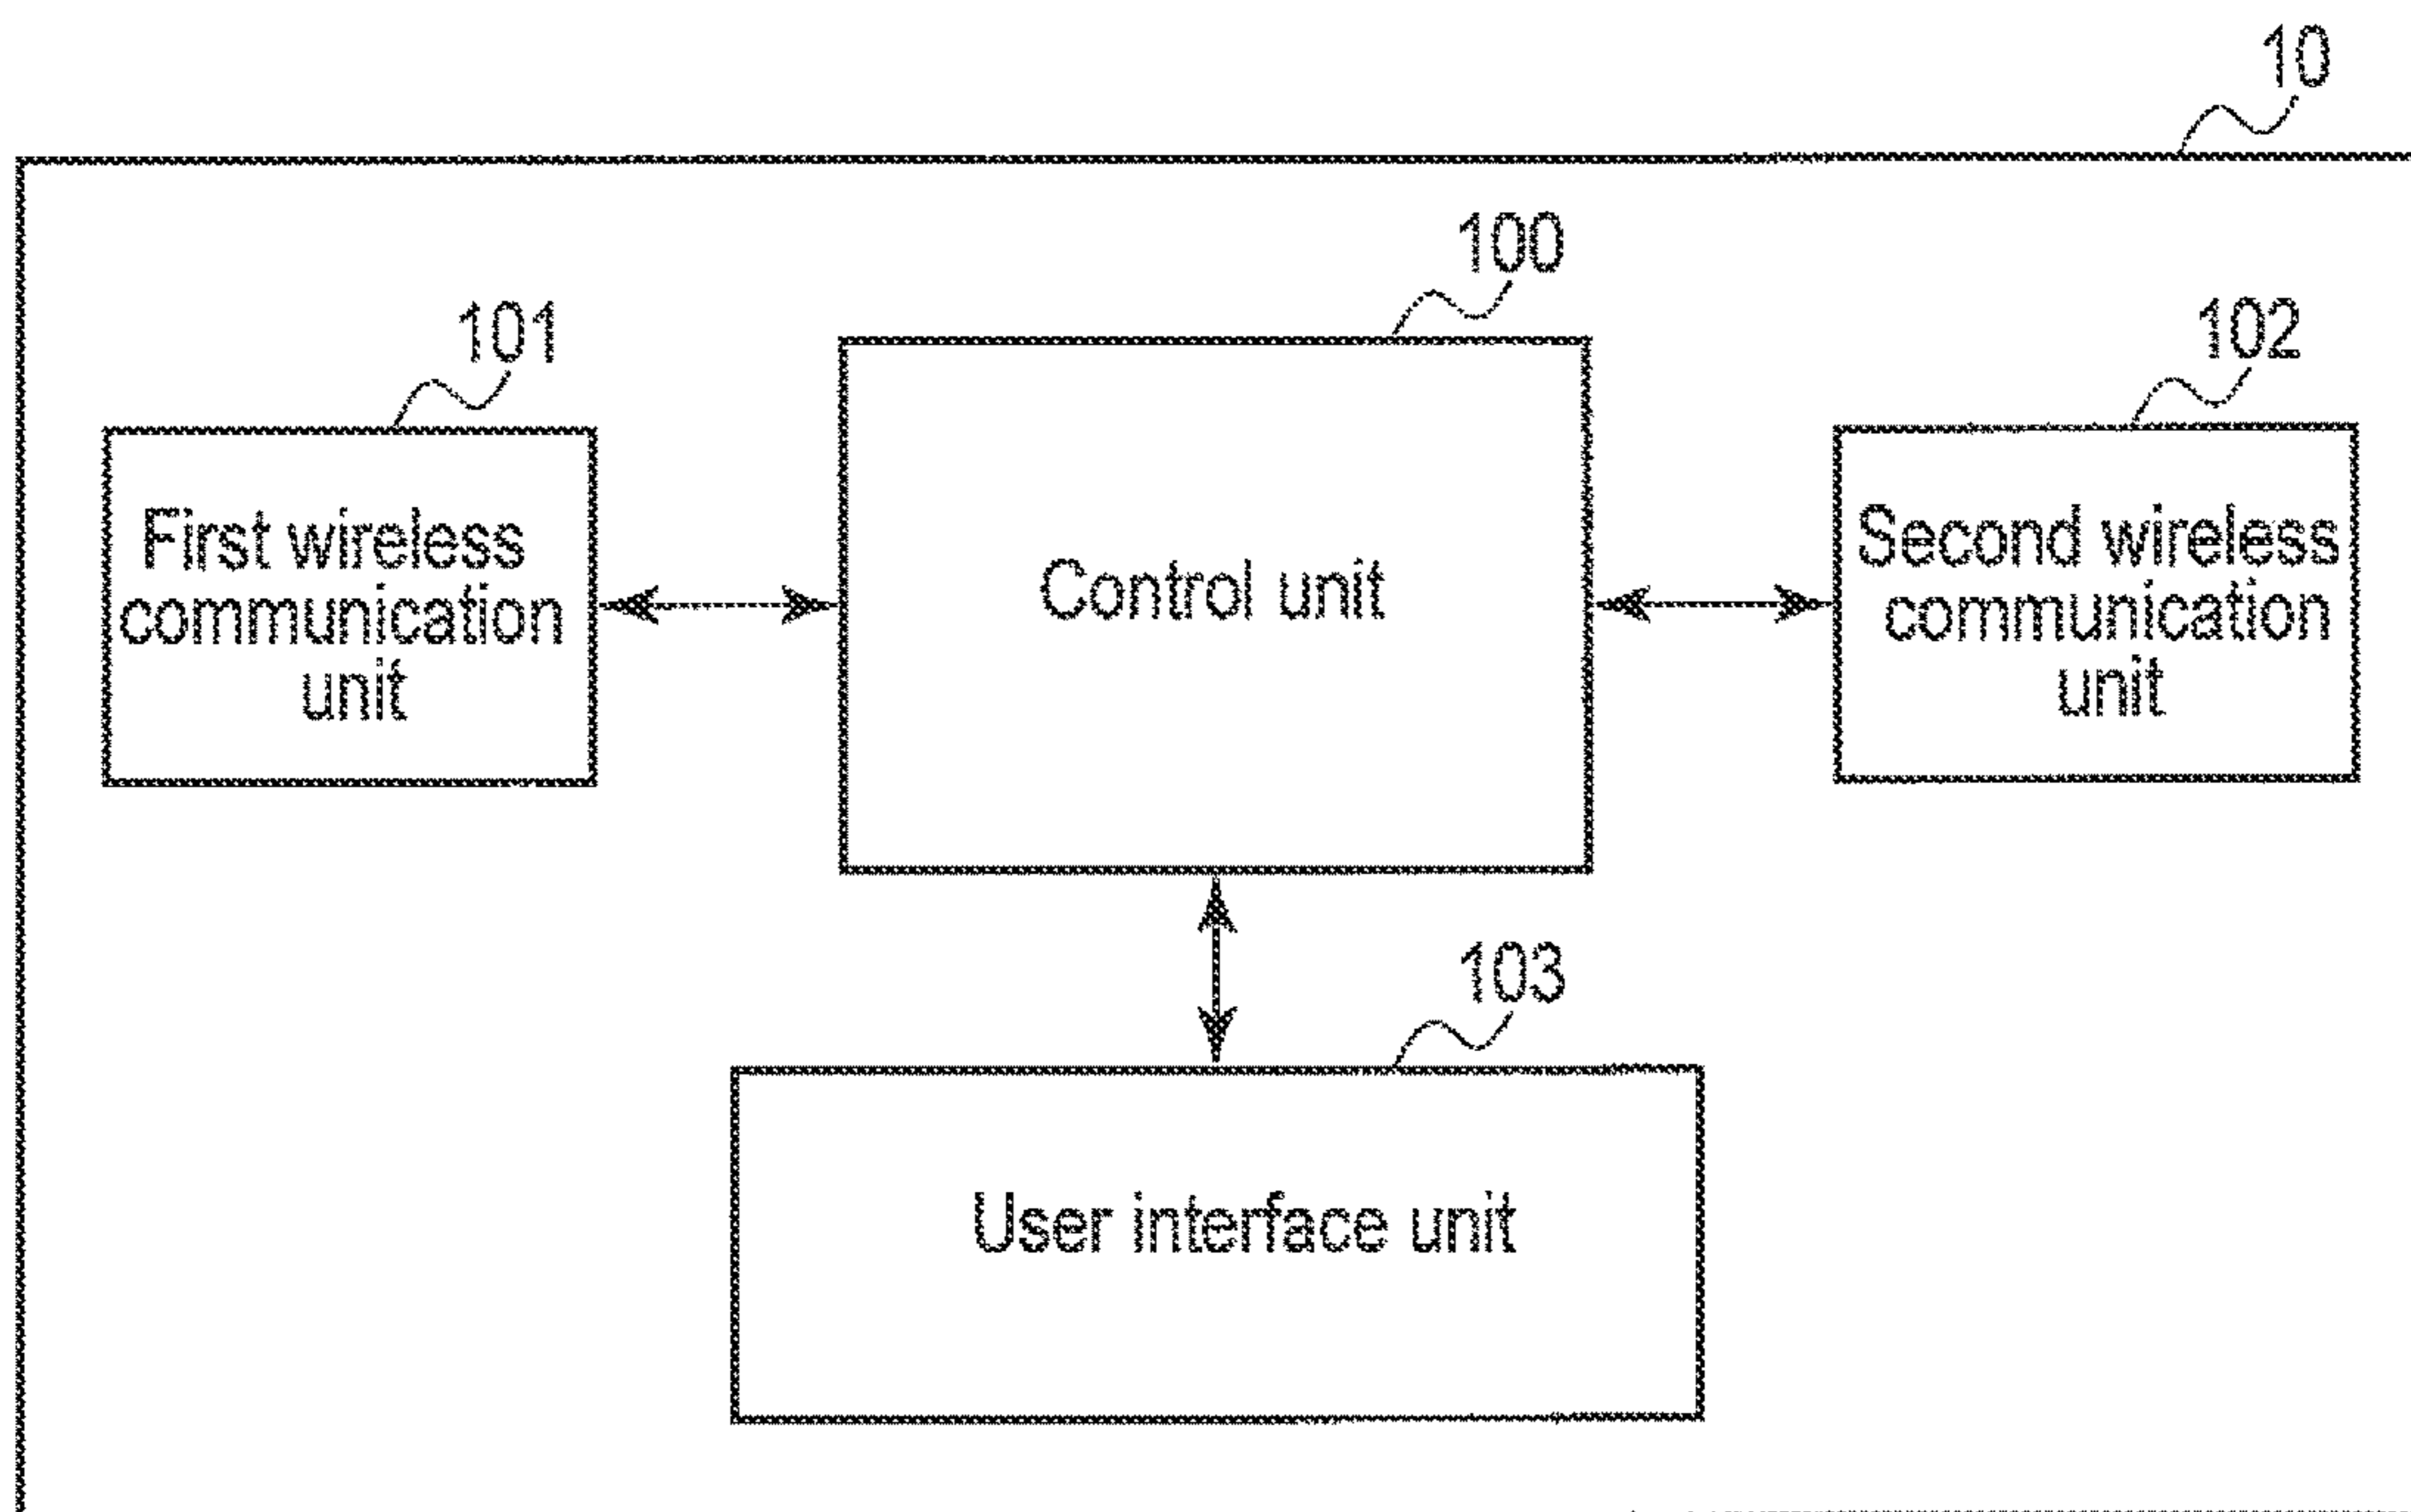 10
100
101
102
First wireless
communication
unit
Control unit
Second wireless
communication
unit
103
User interface unit